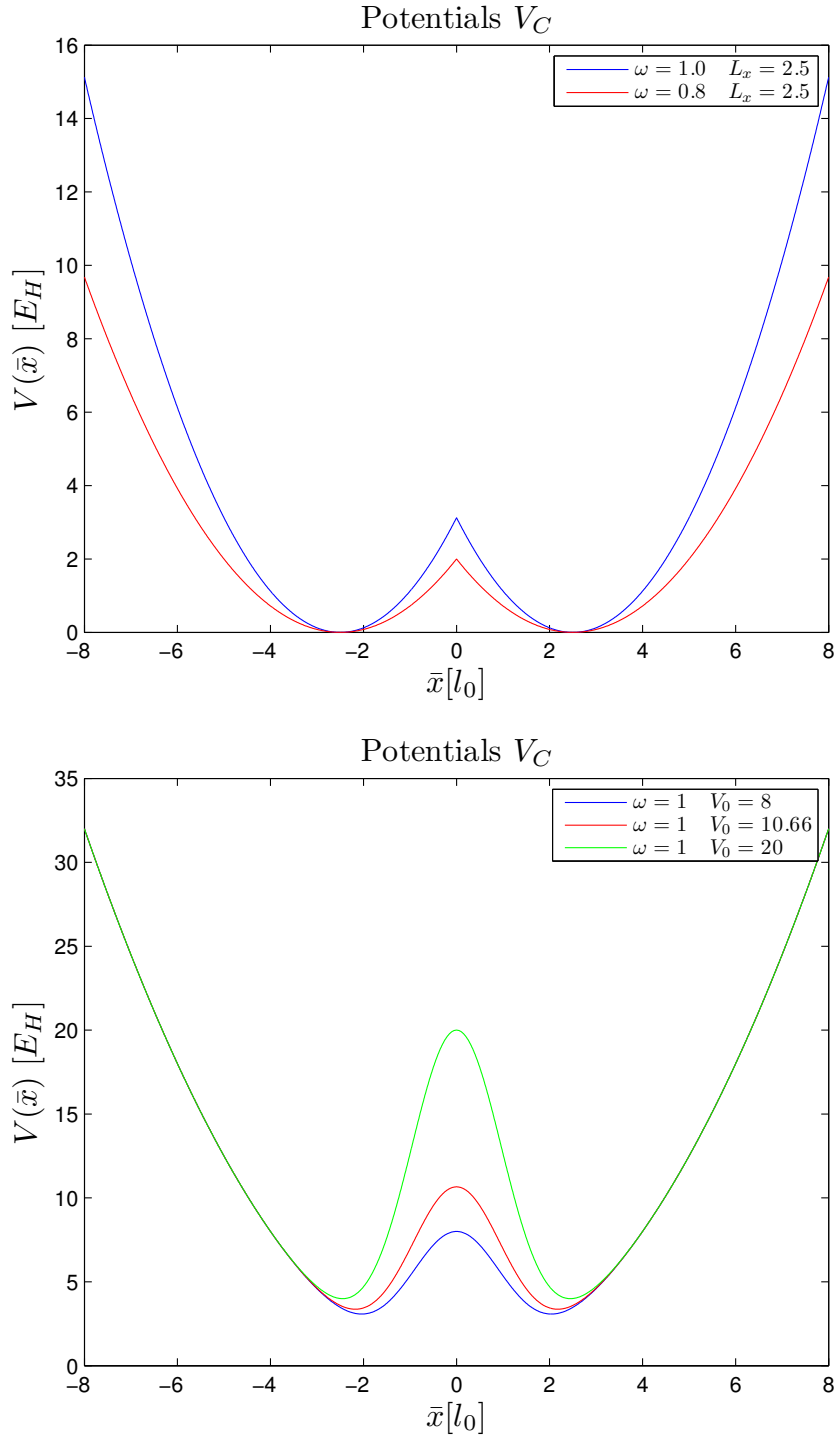 Potentials V_C
16
14
12
10
8
6
4
2
0
V(x̄) [E_H]
ω = 1.0 L_x = 2.5
ω = 0.8 L_x = 2.5
−8 −6 −4 −2 0 2 4 6 8
x̄[l_0]
Potentials V_C
35
30
25
20
15
10
5
0
V(x̄) [E_H]
ω = 1 V_0 = 8
ω = 1 V_0 = 10.66
ω = 1 V_0 = 20
−8 −6 −4 −2 0 2 4 6 8
x̄[l_0]